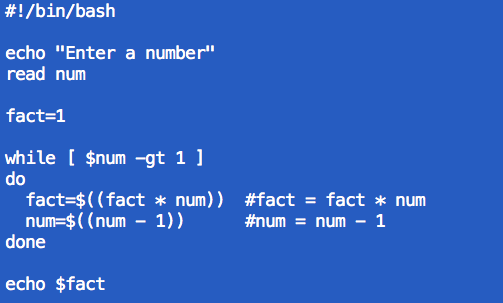 #!/bin/bash
echo "Enter a number"
read num
fact=1
while [ $num -gt 1 ]
do
  fact=$((fact * num))  #fact = fact * num
  num=$((num - 1))      #num = num - 1
done
echo $fact